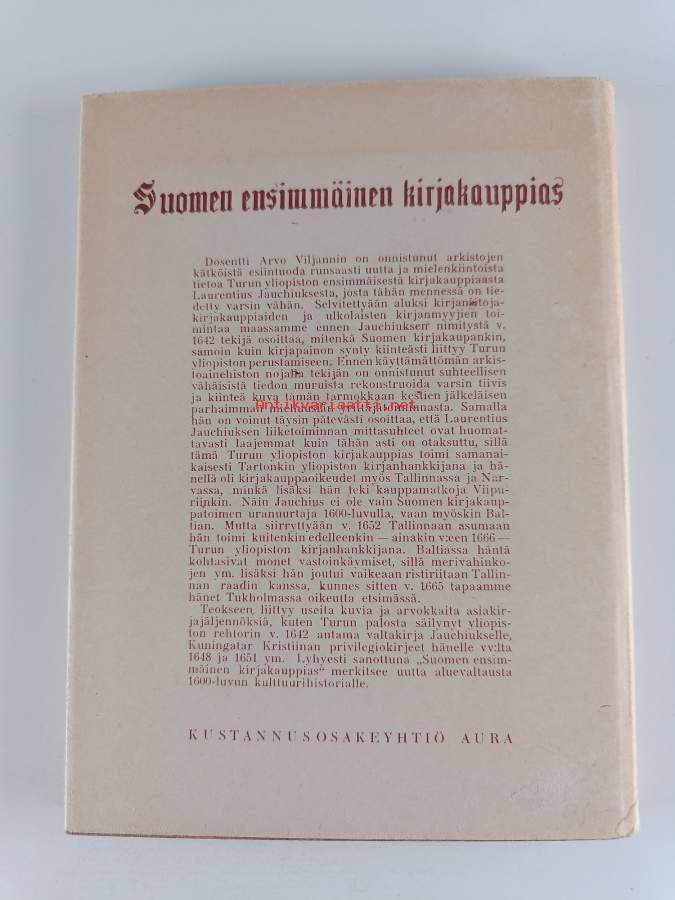 Suomen ensimmäinen kirjakauppias
Dosentti Arvo Viljannin on onnistunut arkistojen
kätköistä esiintuoda runsaasti uutta ja mielenkiintoista
tietoa Turun yliopiston ensimmäisestä kirjakauppiaasta
Laurentius Jauchiuksesta, josta tähän mennessä on tie-
detty varsin vähän. Selvitettyään aluksi kirjansitoja-
kirjakauppiaiden ja ulkolaisten kirjanmyyjien toi-
mintaa maassamme ennen Jauchiuksen nimitystä v.
1642 tekijä osoittaa, mitenkä Suomen kirjakaupankin,
samoin kuin kirjapainon synty kiinteästi liittyy Turun
yliopiston perustamiseen. Ennen käyttämättömän arkis-
toaineiston nojalla tekijän on onnistunut suhteellisen
vähäisistä tiedon muruista rekonstruoida varsin tiivis
ja kiinteä kuva tämän tarmokkaan kestien jälkeläisen
parhaimman miehuusiän yritteliäästä toiminnasta. Samalla
hän on voinut täysin pätevästi osoittaa, että Laurentius
Jauchiuksen liiketoiminnan mittasuhteet ovat huomat-
tavasti laajemmat kuin tähän asti on otaksuttu, sillä
tämä Turun yliopiston kirjakauppias toimi samanai-
kaisesti Tartonkin yliopiston kirjanhankkijana ja hä-
nellä oli kirjakauppaoikeudet myös Tallinnassa ja Nar-
vassa, minkä lisäksi hän teki kauppamatkoja Viipu-
riinkin. Näin Jauchius ei ole vain Suomen kirjakaup-
patoimen uranuurtaja 1600-luvulla, vaan myöskin Bal-
tian. Mutta siirryttyään v. 1652 Tallinnaan asumaan
hän toimi kuitenkin edelleenkin — ainakin v:een 1666 —
Turun yliopiston kirjanhankkijana. Baltiassa häntä
kohtasivat monet vastoinkäymiset, sillä merivahinko-
jen ym. lisäksi hän joutui vaikeaan ristiriitaan Tallin-
nan raadin kanssa, kunnes sitten v. 1665 tapaamme
hänet Tukholmassa oikeutta etsimässä.
Teokseen liittyy useita kuvia ja arvokkaita asiakir-
jajäljennöksiä, kuten Turun palosta säilynyt yliopis-
ton rehtorin v. 1642 antama valtakirja Jauchiukselle,
Kuningatar Kristiinan privilegiokirjeet hänelle vv:lta
1648 ja 1651 ym. Lyhyesti sanottuna „Suomen ensim-
mäinen kirjakauppias“ merkitsee uutta aluevaltausta
1600-luvun kulttuurihistorialle.
KUSTANNUSOSAKEYHTIÖ AURA
antikvariaatti.net